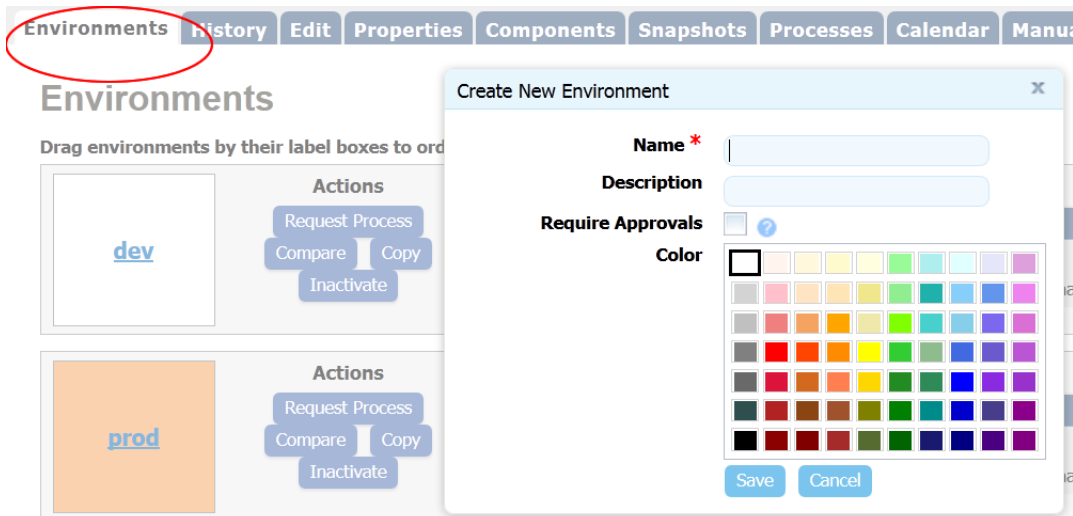 Environments History Edit Properties Components Snapshots Processes Calendar Manua
Environments
Drag environments by their label boxes to ord
dev
Actions
Request Process
Compare Copy
Inactivate
prod
Actions
Request Process
Compare Copy
Inactivate
Create New Environment x
Name *
Description
Require Approvals ?
Color
Save Cancel